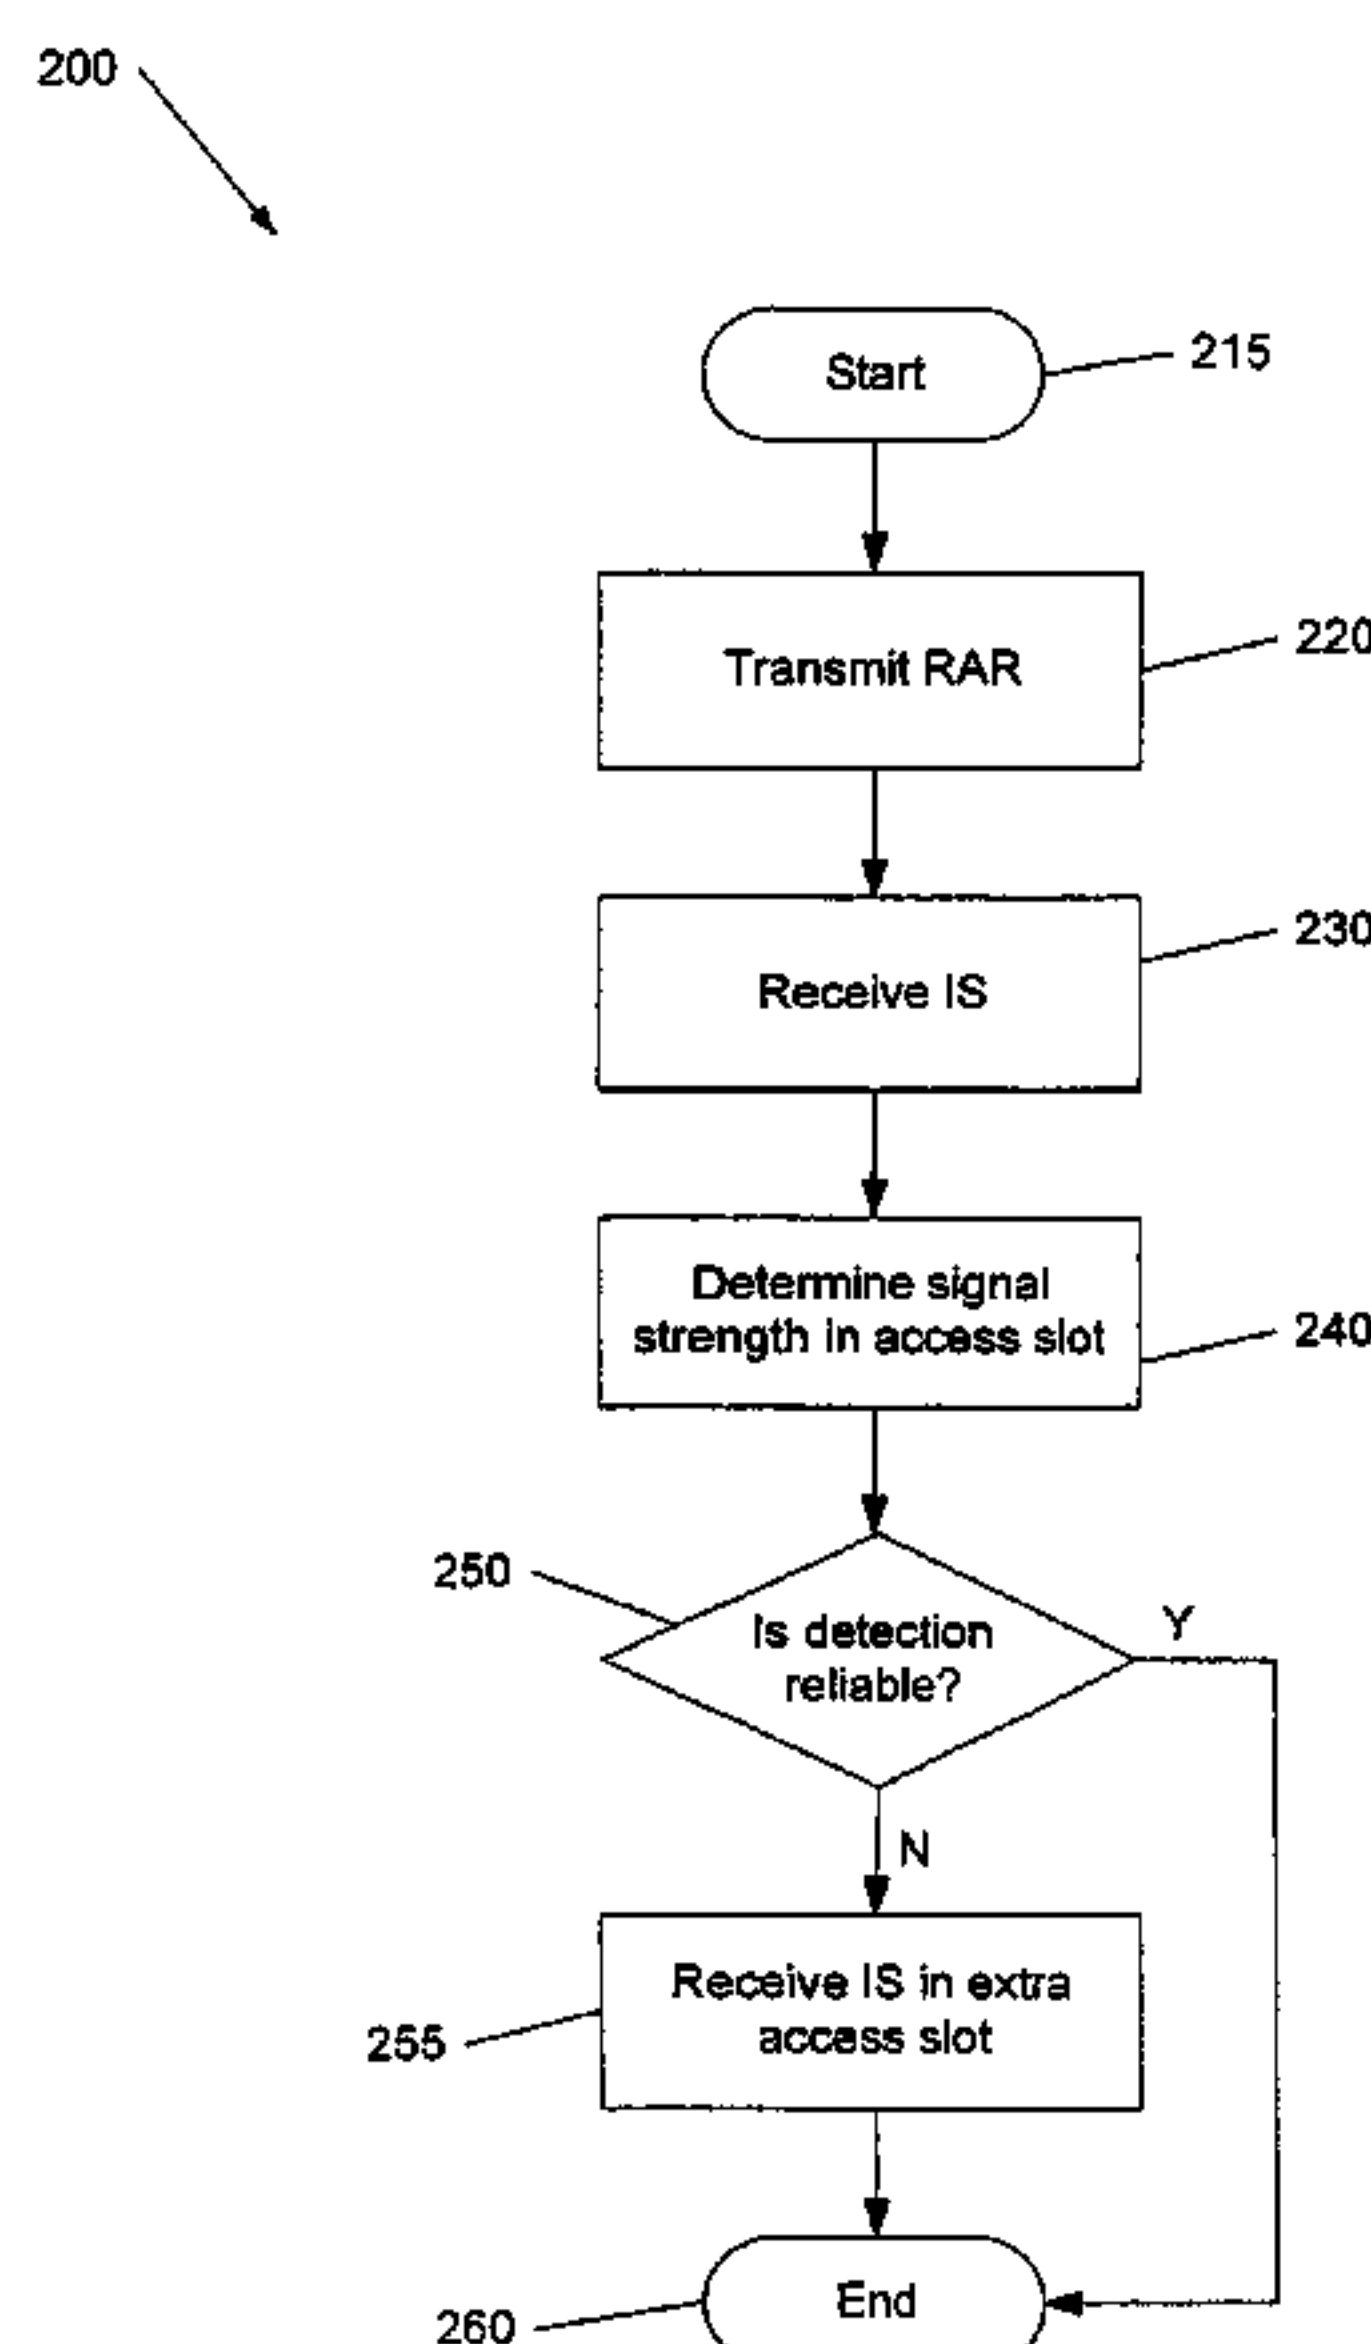 200
Start
215
Transmit RAR
220
Receive IS
230
Determine signal
strength in access slot
240
250
Is detection
reliable?
Y
N
Receive IS in extra
access slot
255
End
260